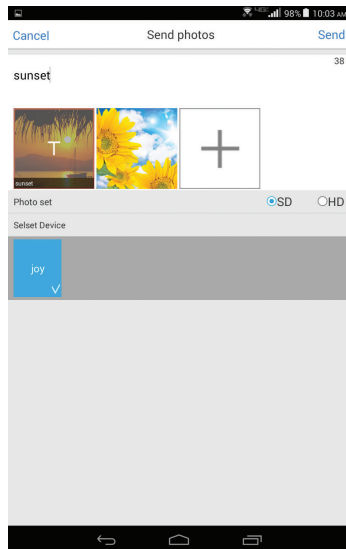 98% 10:03 AM
Cancel Send photos Send
38
sunset
T
sunset
Photo set SD HD
Selset Device
joy